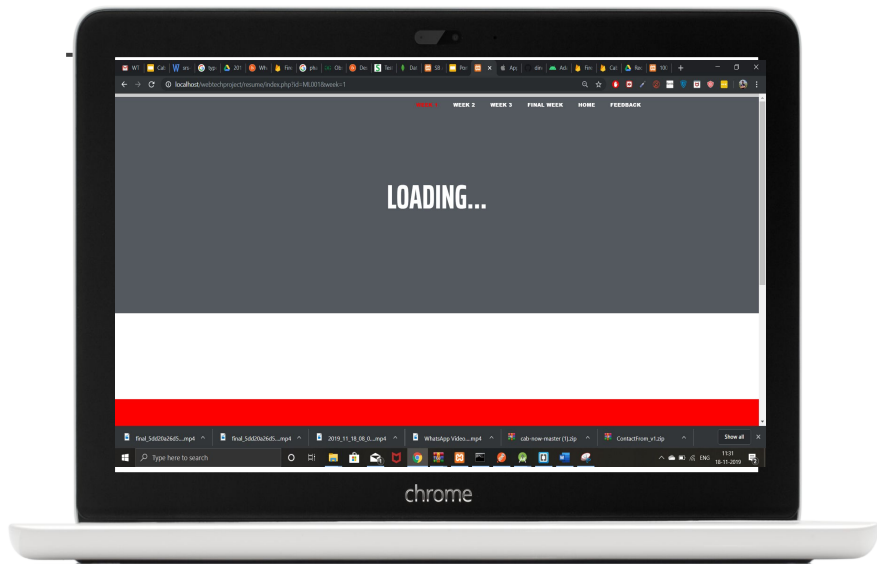 localhost/webtechproject/resume/index.php?id=ML001&week=1
WEEK 2 WEEK 3 FINAL WEEK HOME FEEDBACK
LOADING...
final_5dd20a26d5....mp4 final_5dd20a26d5....mp4 2019_11_18_08_0....mp4 WhatsApp Video....mp4 cab-now-master (1).zip ContactFrom_v1.zip Show all
Type here to search ENG 11:31
18-11-2019
chrome